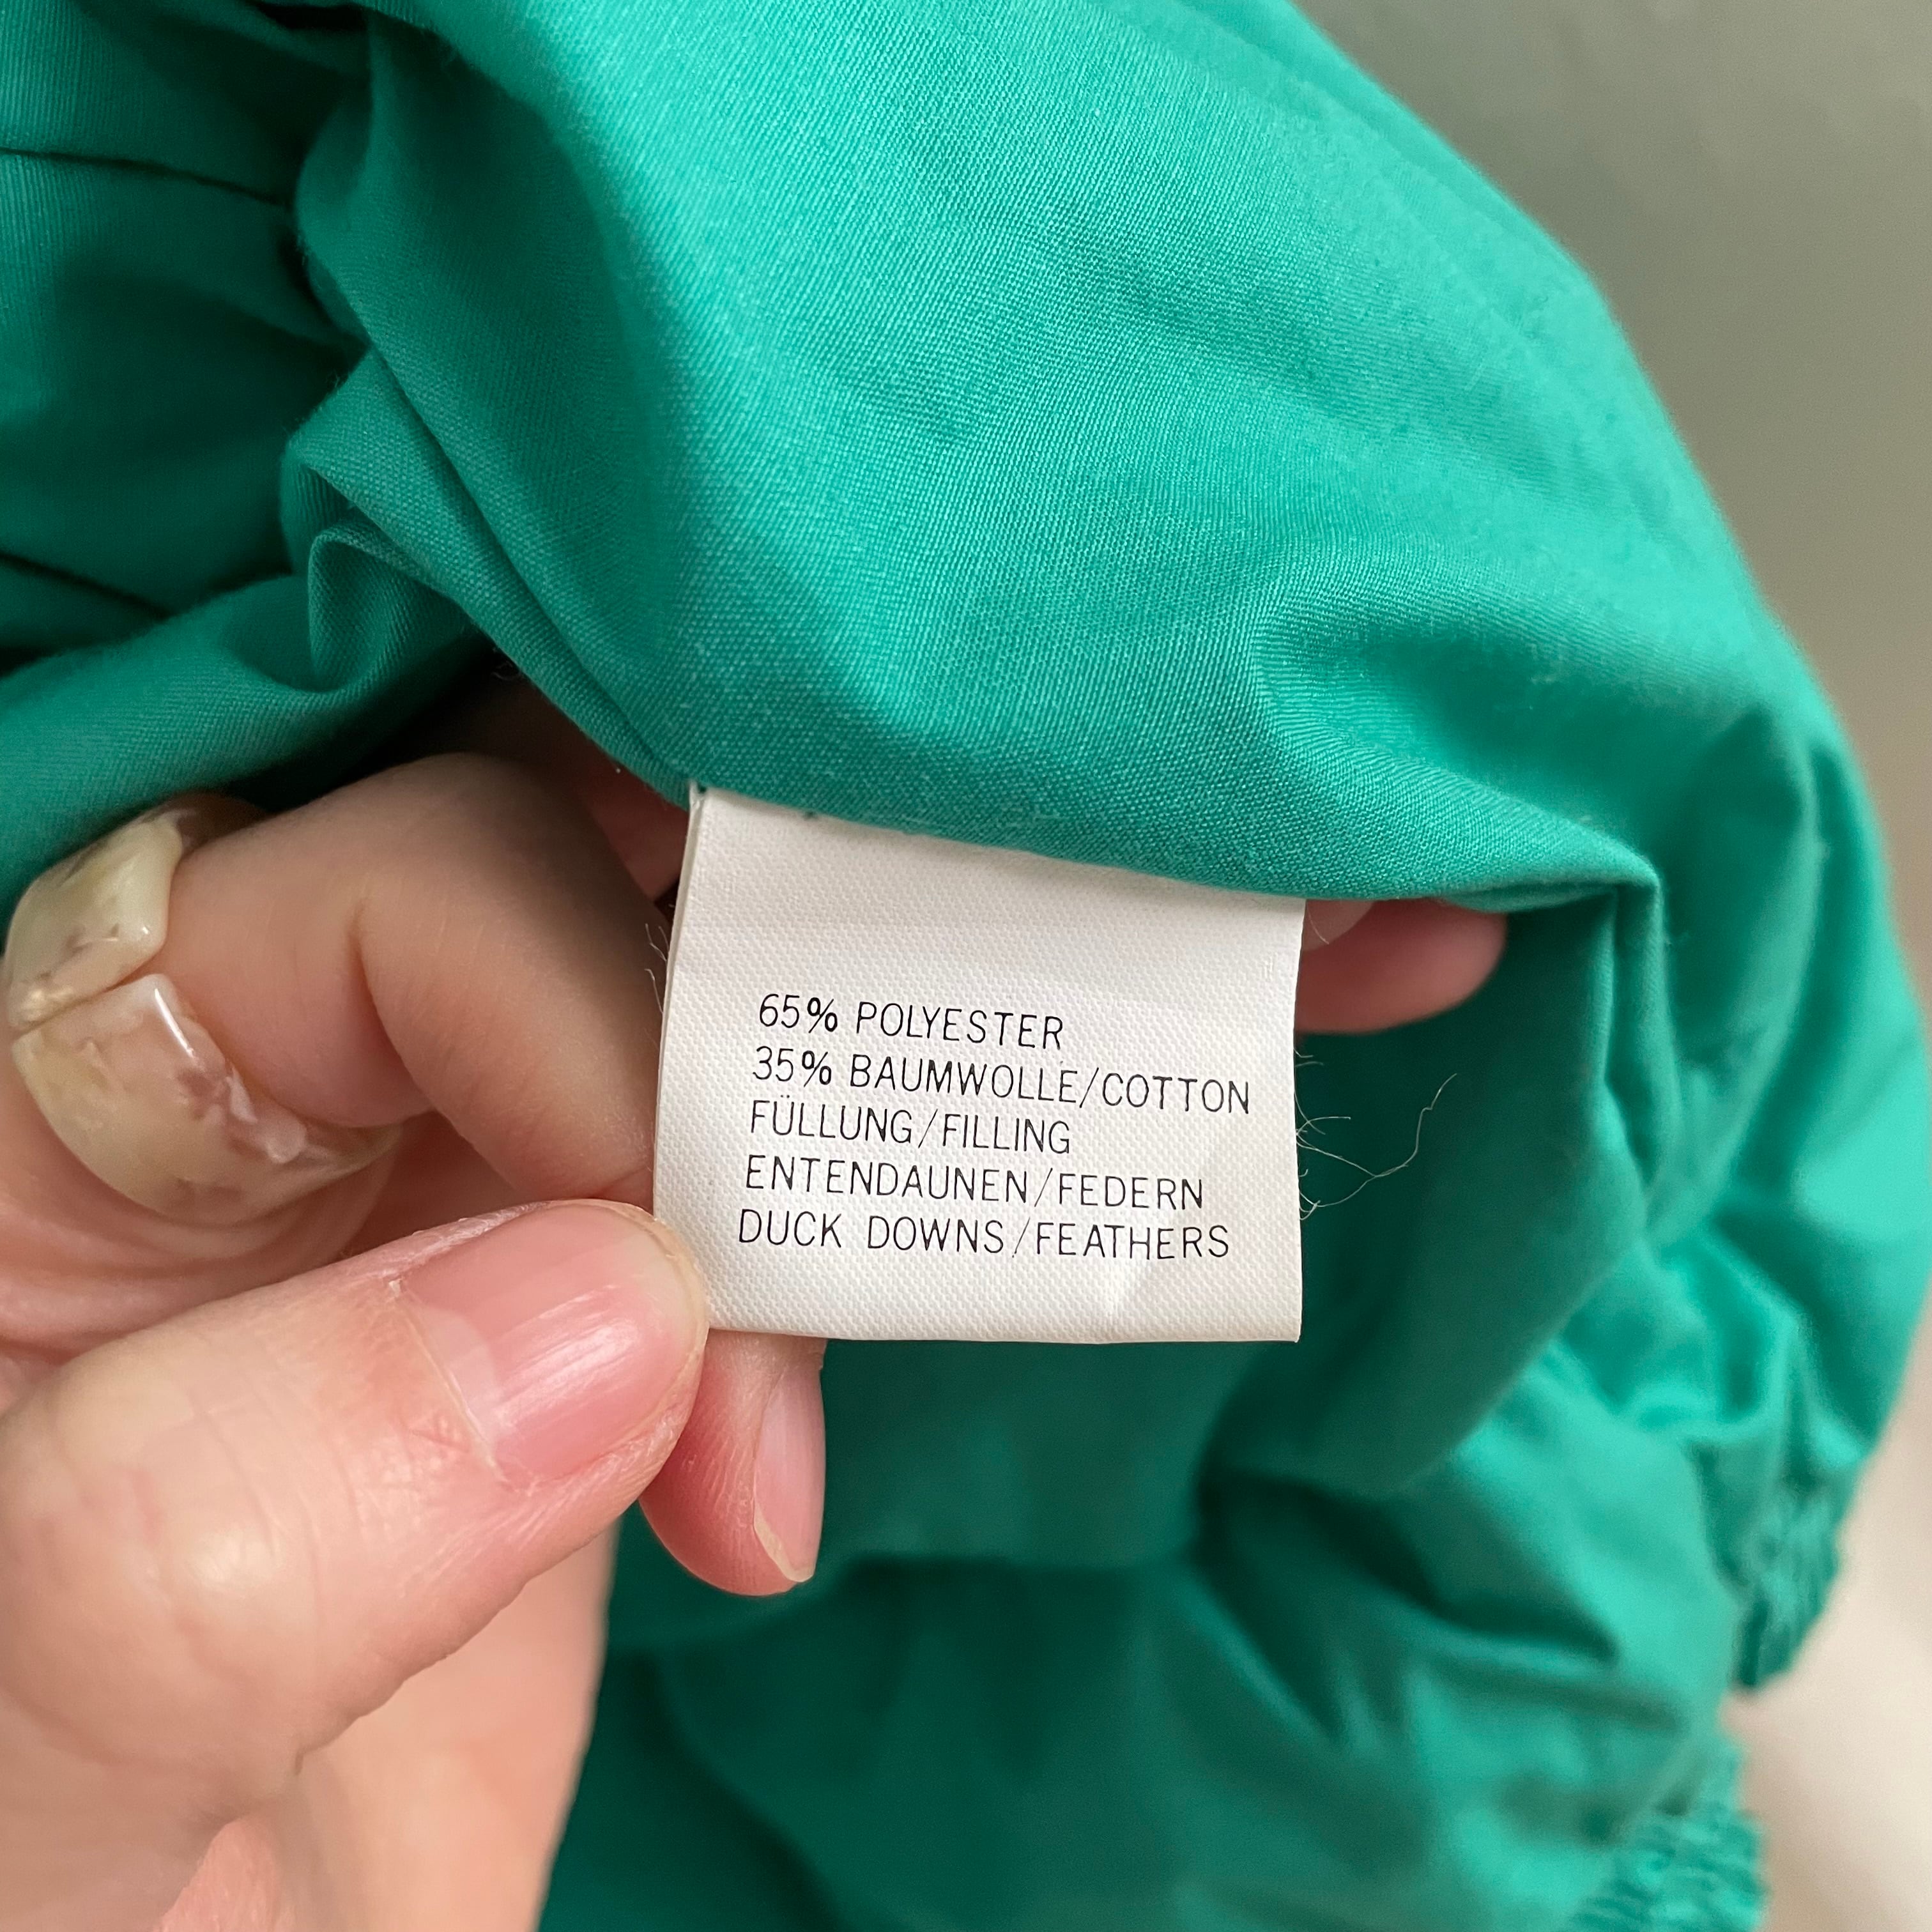 65% POLYESTER
35% BAUMWOLLE/COTTON
FÜLLUNG/FILLING
ENTENDAUNEN/FEDERN
DUCK DOWNS/FEATHERS